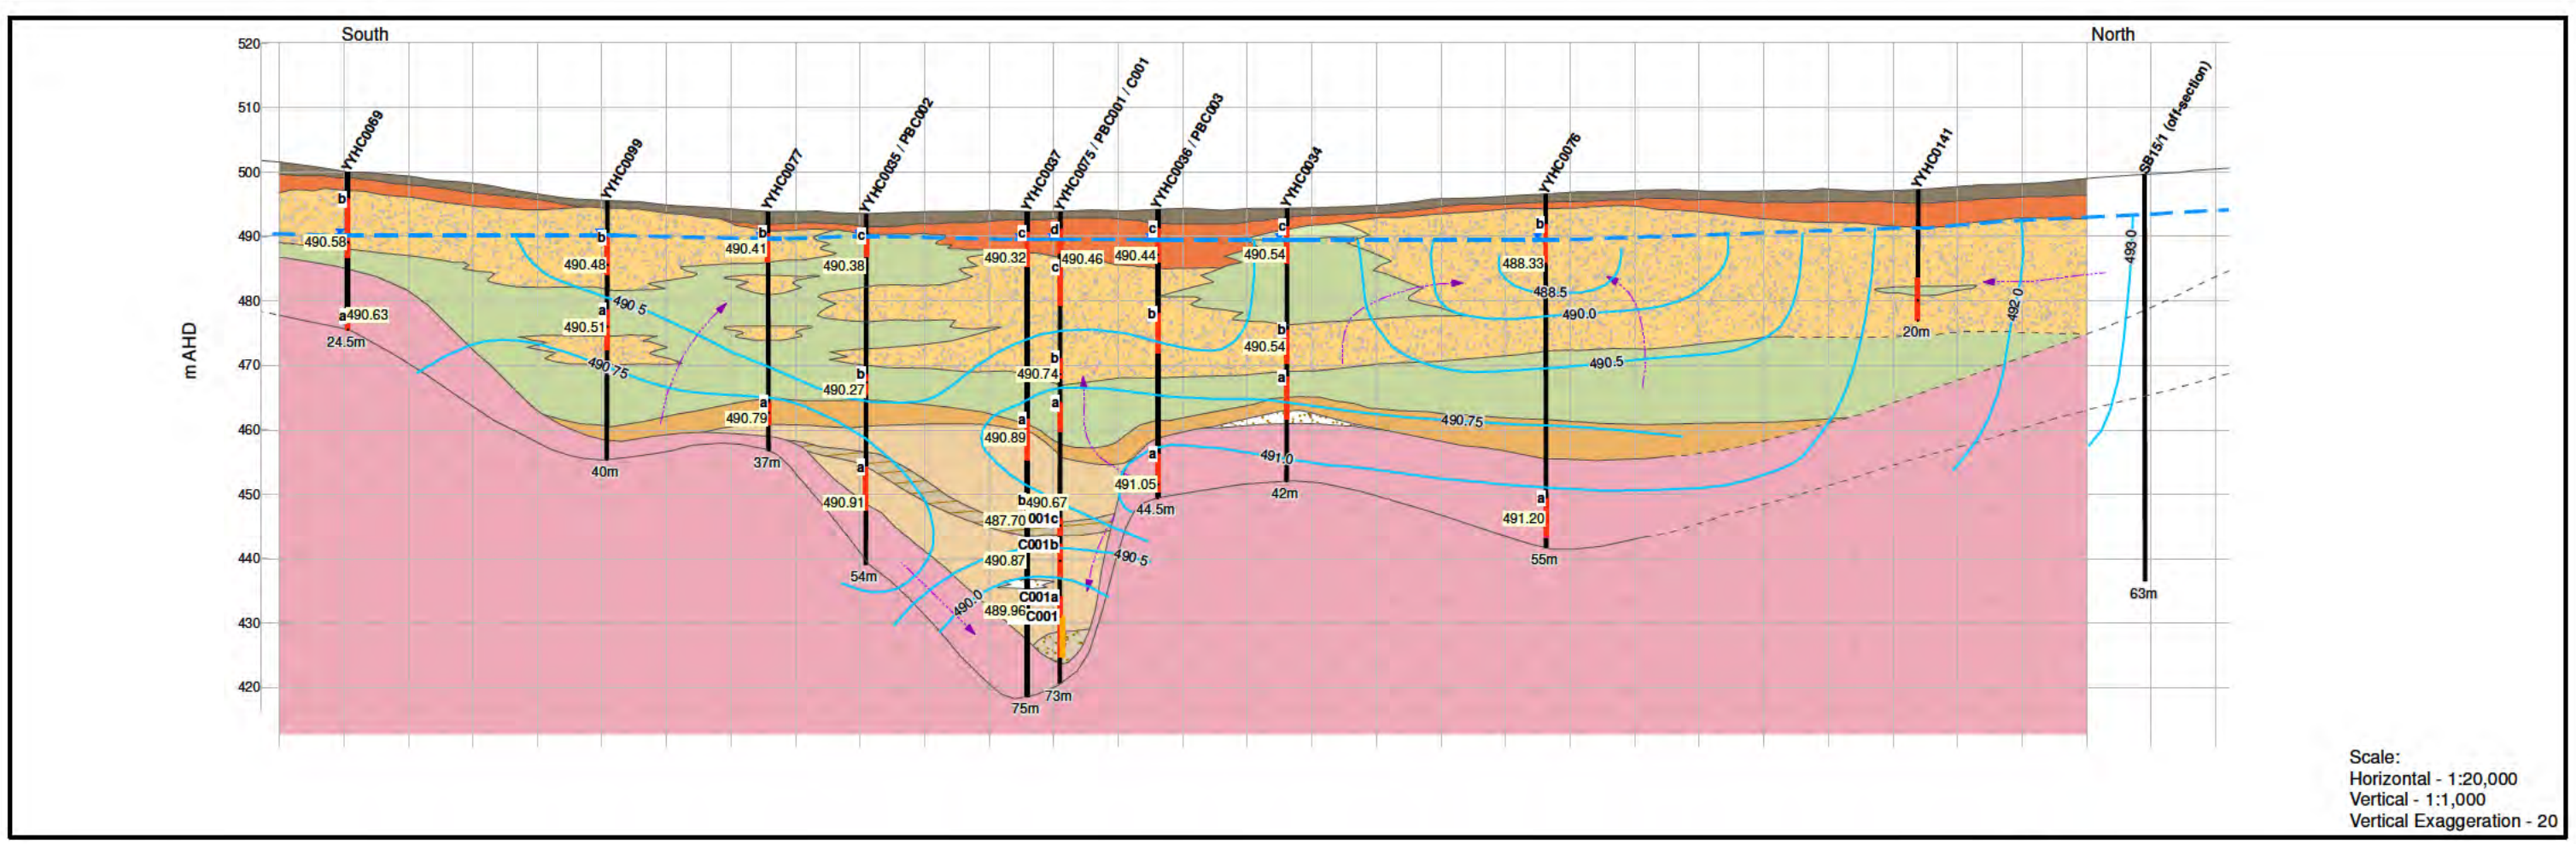 South
North
520
510
500
490
480
470
460
450
440
430
420
m AHD
YYHC0069
YYHC0099
YYHC0077
YYHC0035 / PBC002
YYHC0037
YYHC0075 / PBC001 / C001
YYHC0036 / PBC003
YYHC0034
YYHC0076
YYHC0141
SB15/1 (off-section)
b
490.58
a
490.63
24.5m
b
490.48
a
490.51
40m
b
490.41
a
490.79
37m
c
490.38
b
490.27
a
490.91
54m
c
490.32
b
490.74
a
490.89
b
490.67
487.70
001c
C001b
490.87
C001a
489.96
C001
75m
73m
d
490.46
c
a
c
490.44
b
a
491.05
44.5m
c
490.54
b
490.54
a
42m
b
488.33
a
491.20
55m
20m
63m
490.5
490.75
490.0
490.5
488.5
490.0
490.5
490.75
491.0
492.0
493.0
Scale:
Horizontal - 1:20,000
Vertical - 1:1,000
Vertical Exaggeration - 20